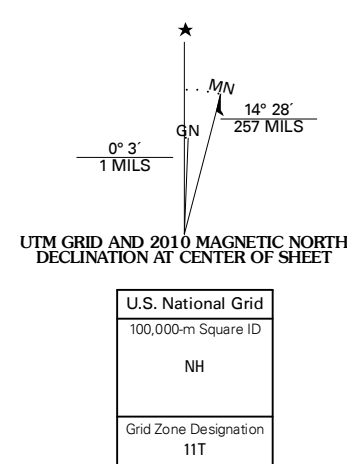 ★
MN
14° 28´
257 MILS
GN
0° 3´
1 MILS
UTM GRID AND 2010 MAGNETIC NORTH
DECLINATION AT CENTER OF SHEET
U.S. National Grid
100,000-m Square ID
NH
Grid Zone Designation
11T